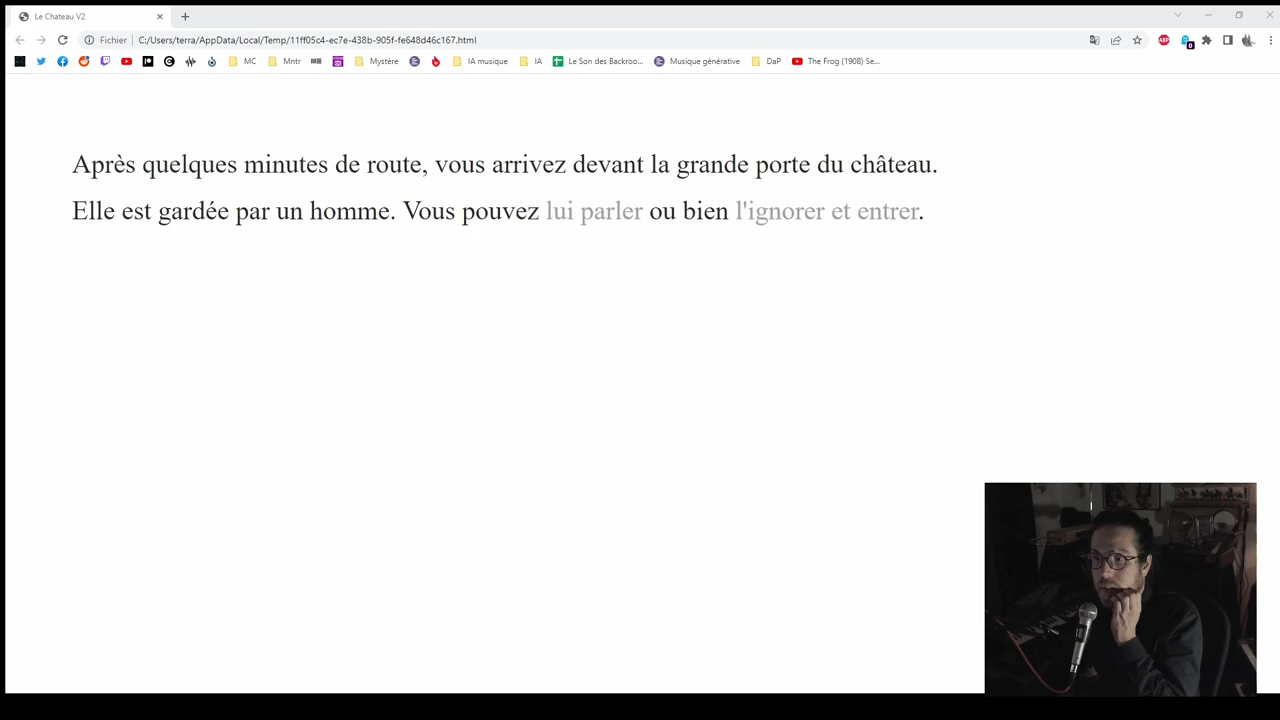 Le Chateau V2
Fichier C:/Users/terra/AppData/Local/Temp/11ff05c4-ec7e-438b-905f-fe648d46c167.html
MC Mntr Mystère IA musique IA Le Son des Backroo... Musique générative DaP The Frog (1908) Se...
Après quelques minutes de route, vous arrivez devant la grande porte du château.
Elle est gardée par un homme. Vous pouvez lui parler ou bien l'ignorer et entrer.